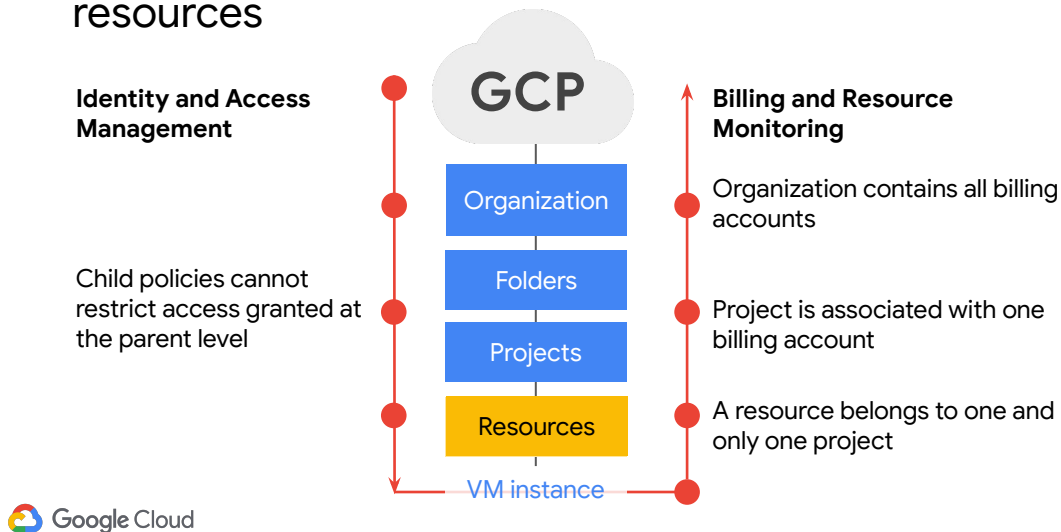 resources
Identity and Access
Management
Child policies cannot
restrict access granted at
the parent level
GCP
Organization
Folders
Projects
Resources
VM instance
Billing and Resource
Monitoring
Organization contains all billing
accounts
Project is associated with one
billing account
A resource belongs to one and
only one project
Google Cloud